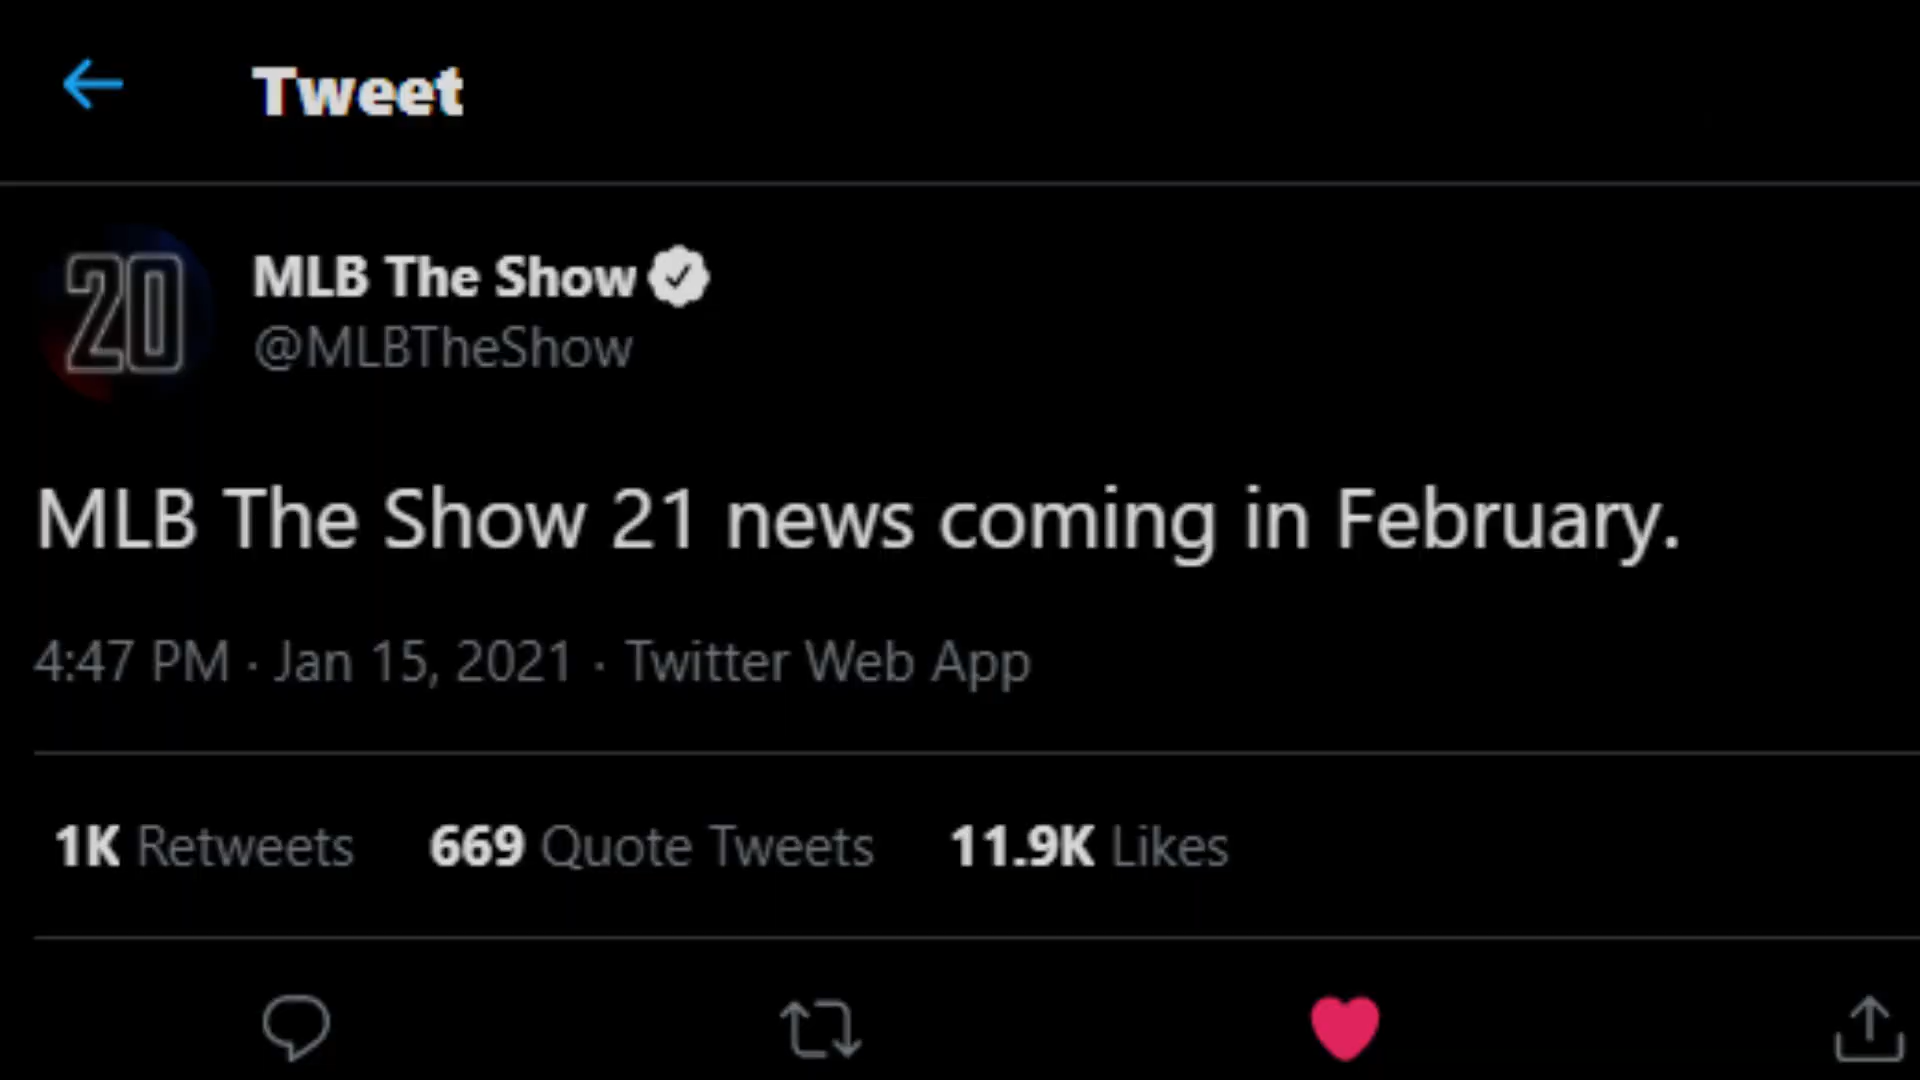 Tweet
20
MLB The Show
@MLBTheShow
MLB The Show 21 news coming in February.
4:47 PM · Jan 15, 2021 · Twitter Web App
1K Retweets 669 Quote Tweets 11.9K Likes